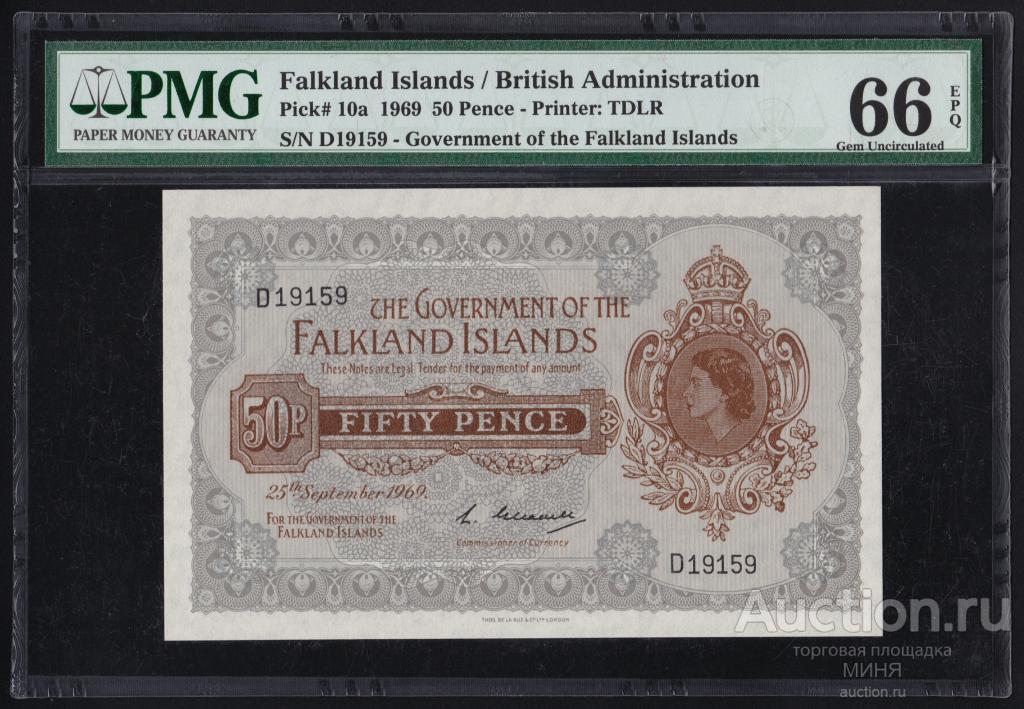 PMG
PAPER MONEY GUARANTY
Falkland Islands / British Administration
Pick# 10a 1969 50 Pence - Printer: TDLR
S/N D19159 - Government of the Falkland Islands
66
EPQ
Gem Uncirculated
D19159
THE GOVERNMENT OF THE
FALKLAND ISLANDS
These Notes are Legal Tender for the payment of any amount
50P
FIFTY PENCE
25th September 1969.
FOR THE GOVERNMENT OF THE
FALKLAND ISLANDS
Commissioner of Currency
D19159
THOS. DE LA RUE & CO. LTD. LONDON
Auction.ru
торговая площадка
МИНЯ
auction.ru